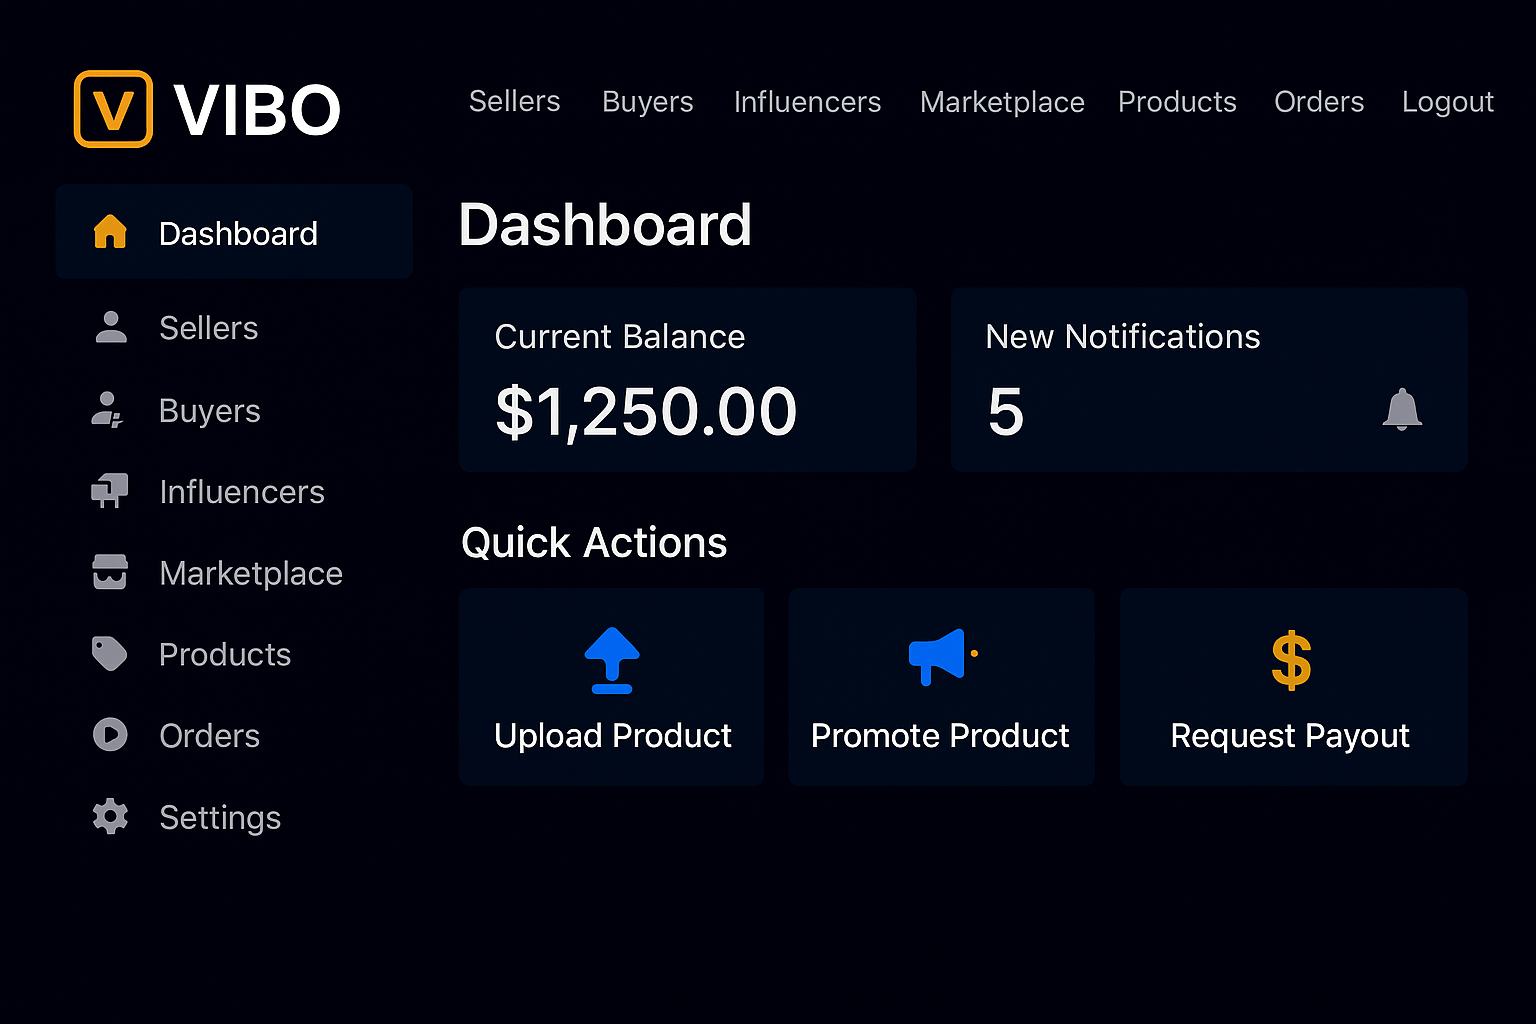 V VIBO
Sellers Buyers Influencers Marketplace Products Orders Logout
Dashboard
Sellers
Buyers
Influencers
Marketplace
Products
Orders
Settings
Dashboard
Current Balance
$1,250.00
New Notifications
5
Quick Actions
Upload Product
Promote Product
$
Request Payout